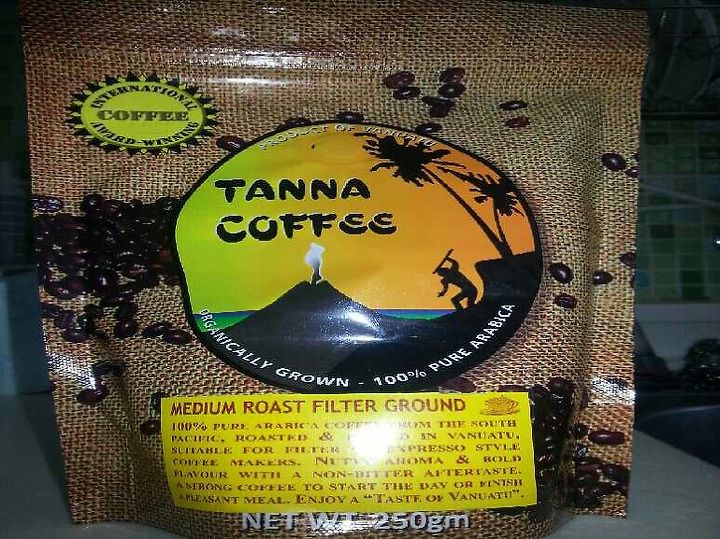 INTERNATIONAL
COFFEE
AWARD-WINNING
PRODUCT OF VANUATU
TANNA
COFFEE
ORGANICALLY GROWN - 100% PURE ARABICA
MEDIUM ROAST FILTER GROUND
100% PURE ARABICA COFFEE FROM THE SOUTH
PACIFIC, ROASTED & IN VANUATU,
SUITABLE FOR FILTER EXPRESSO STYLE
COFFEE MAKERS. NUTTY AROMA & BOLD
FLAVOUR WITH A NON-BITTER AFTERTASTE.
A STRONG COFFEE TO START THE DAY OR FINISH
A PLEASANT MEAL. ENJOY A "TASTE OF VANUATU".
NET WT. 250gm